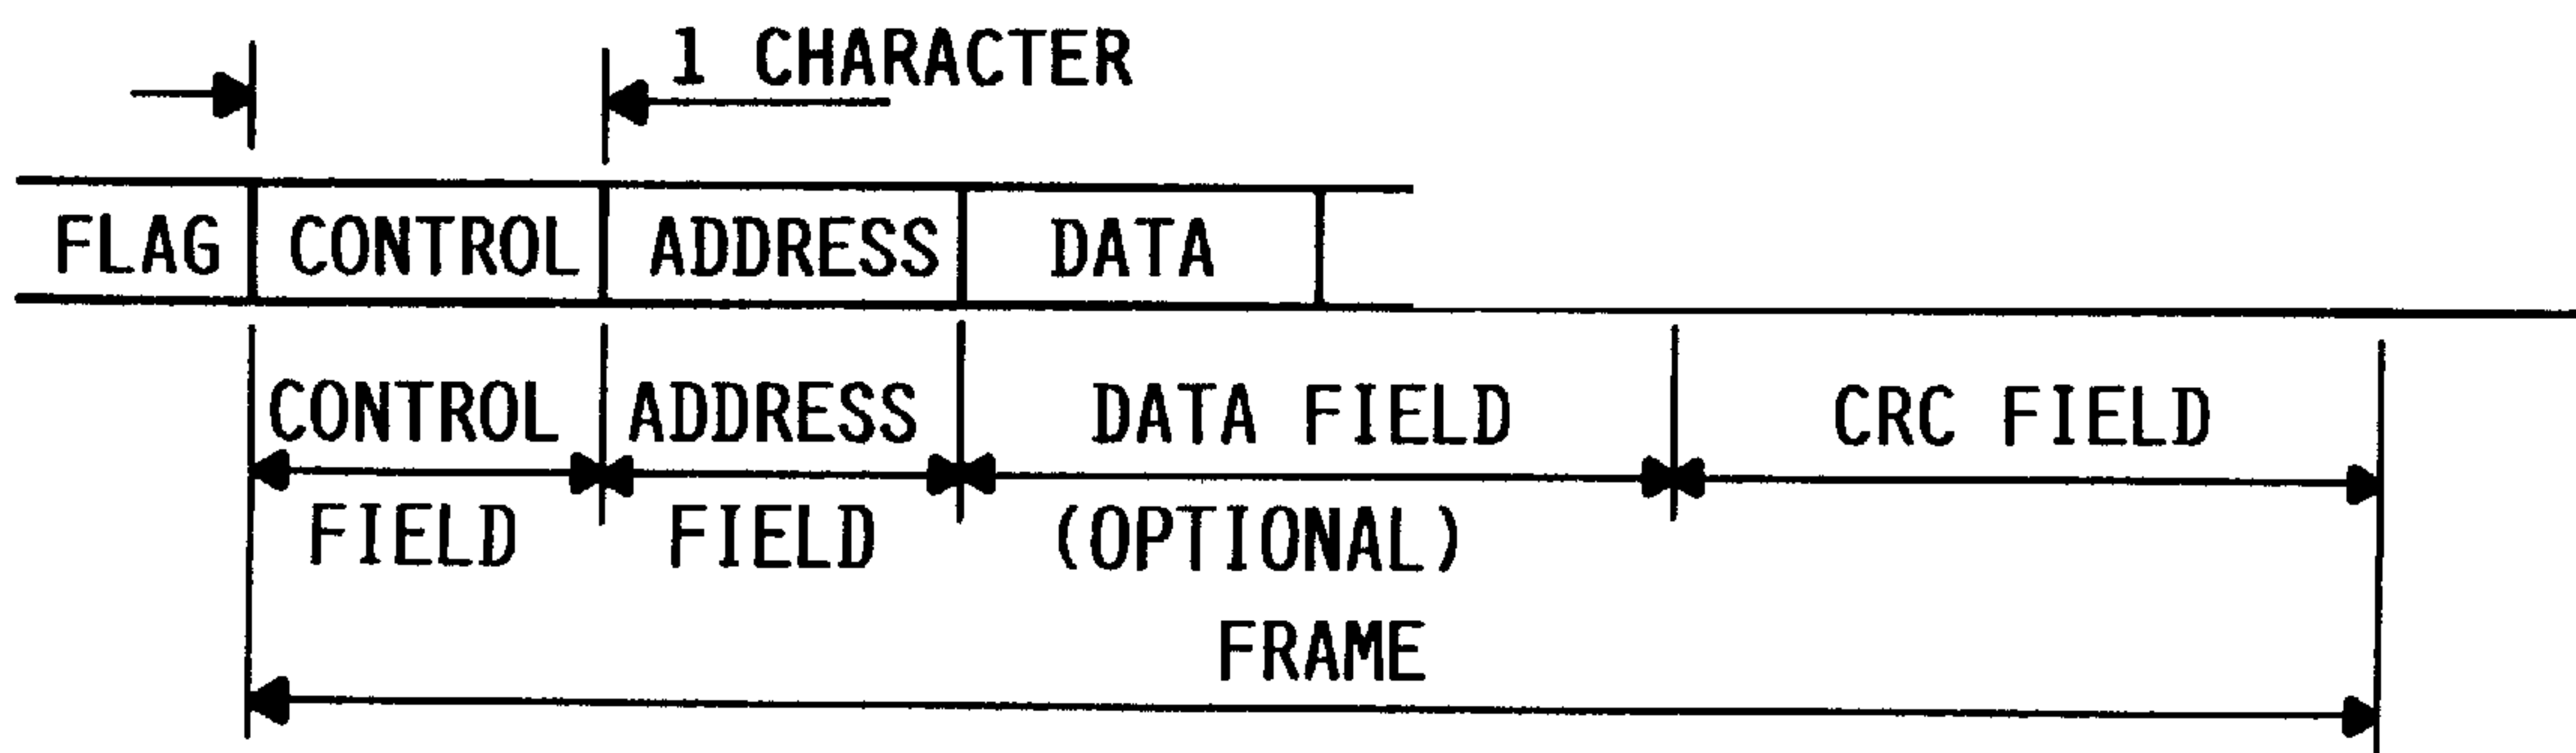 1 CHARACTER
FLAG CONTROL ADDRESS DATA
CONTROL ADDRESS DATA FIELD CRC FIELD
FIELD FIELD (OPTIONAL)
FRAME